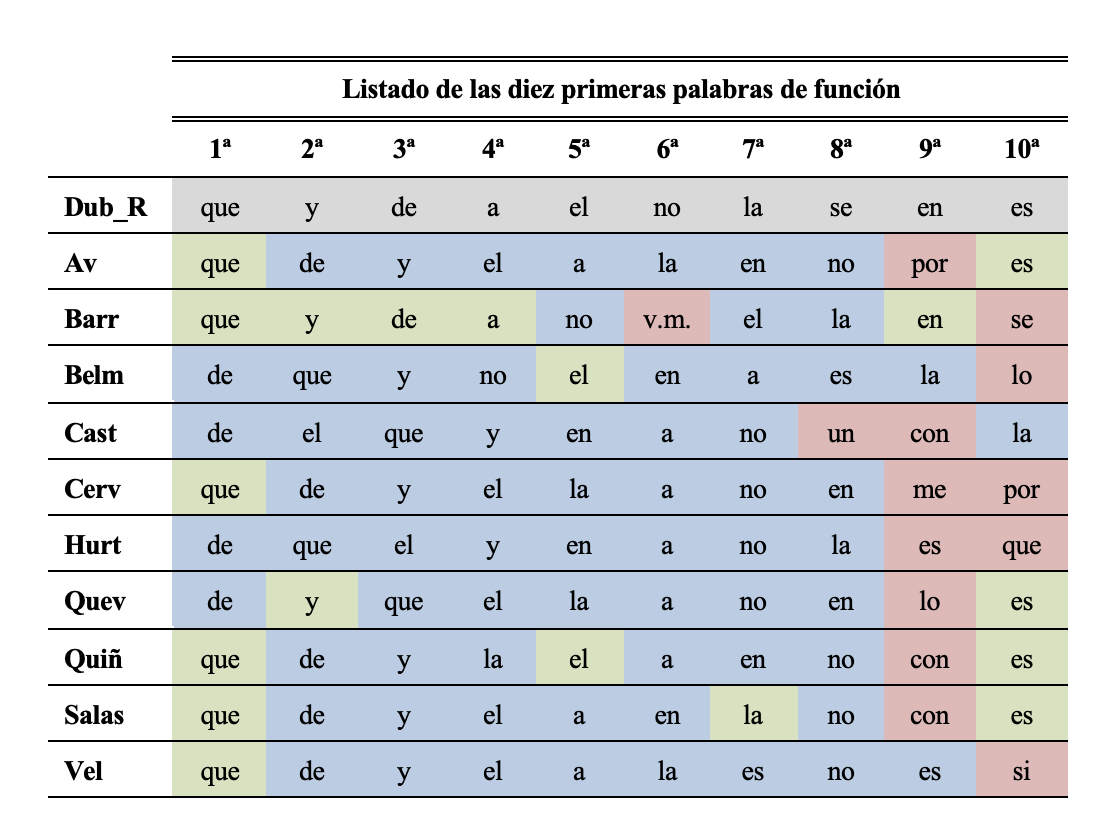 Listado de las diez primeras palabras de función
1ª 2ª 3ª 4ª 5ª 6ª 7ª 8ª 9ª 10ª
Dub_R que y de a el no la se en es
Av que de y el a la en no por es
Barr que y de a no v.m. el la en se
Belm de que y no el en a es la lo
Cast de el que y en a no un con la
Cerv que de y el la a no en me por
Hurt de que el y en a no la es que
Quev de y que el la a no en lo es
Quiñ que de y la el a en no con es
Salas que de y el a en la no con es
Vel que de y el a la es no es si